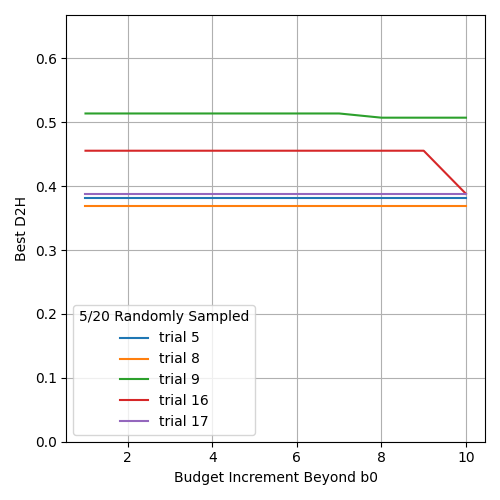 0.6
0.5
0.4
0.3
0.2
0.1
0.0
Best D2H
5/20 Randomly Sampled
trial 5
trial 8
trial 9
trial 16
trial 17
2 4 6 8 10
Budget Increment Beyond b0